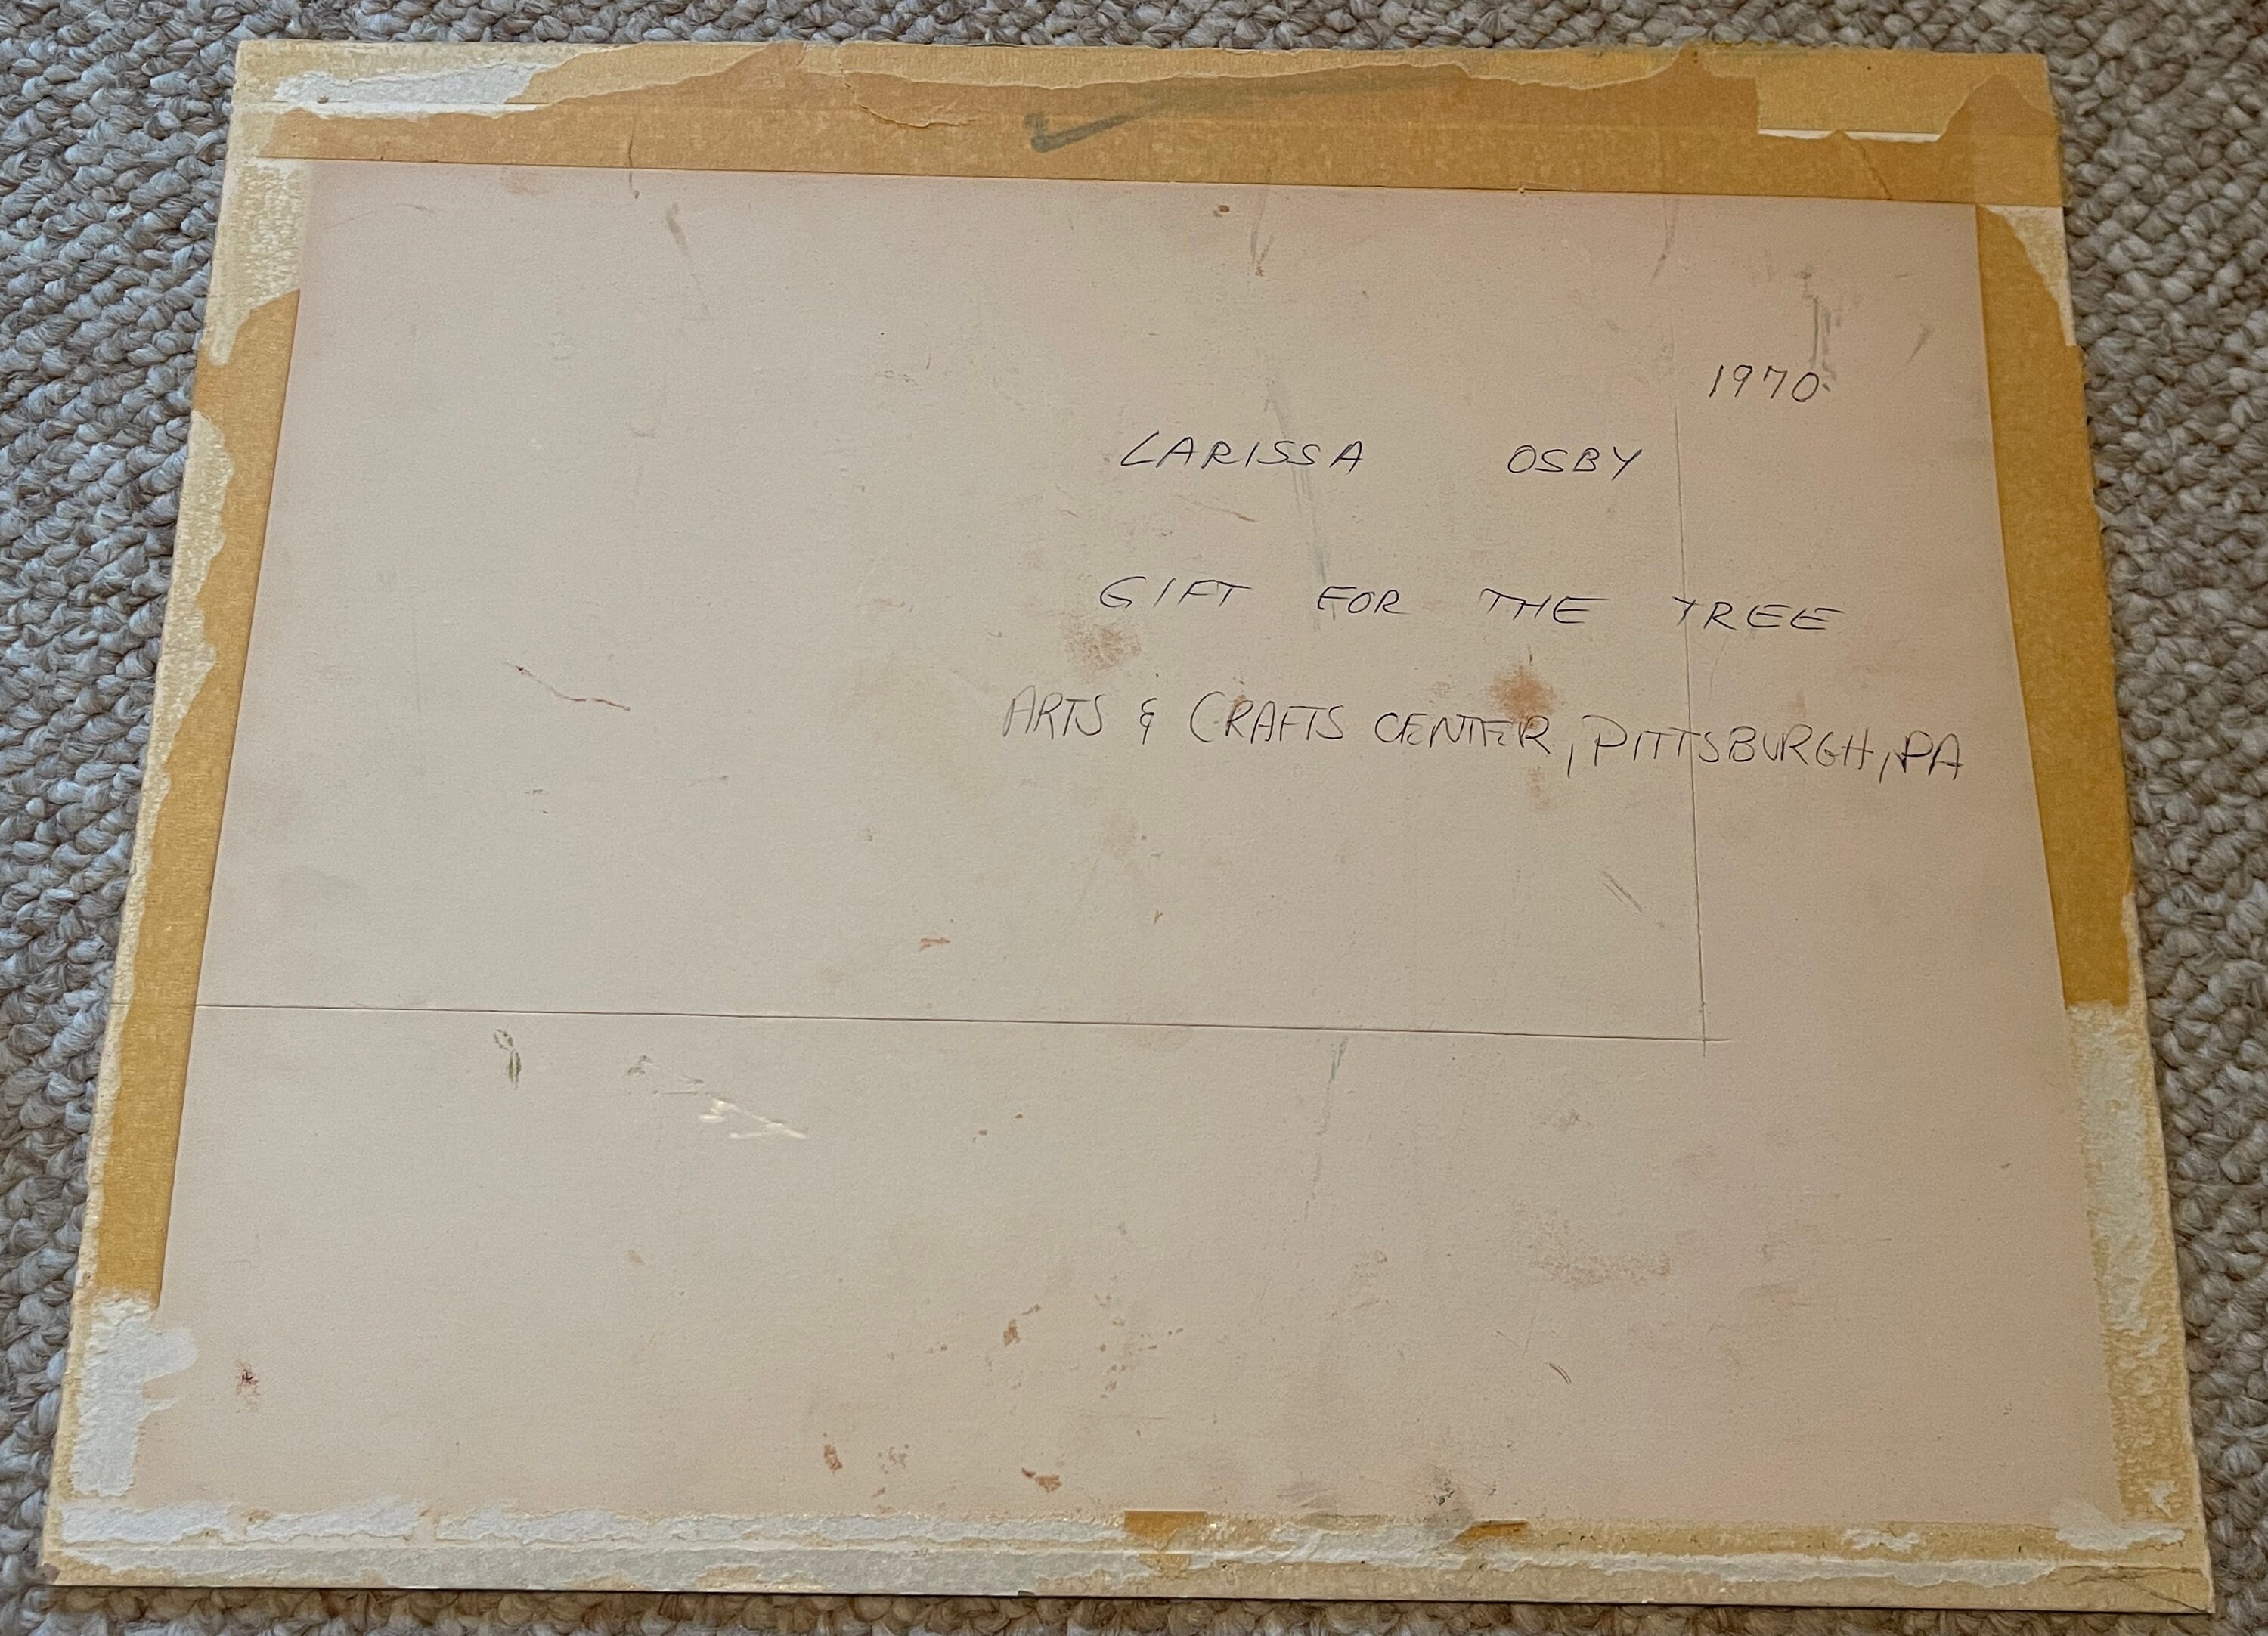 1970
LARISSA OSBY
GIFT FOR THE TREE
ARTS & CRAFTS CENTER, PITTSBURGH, PA